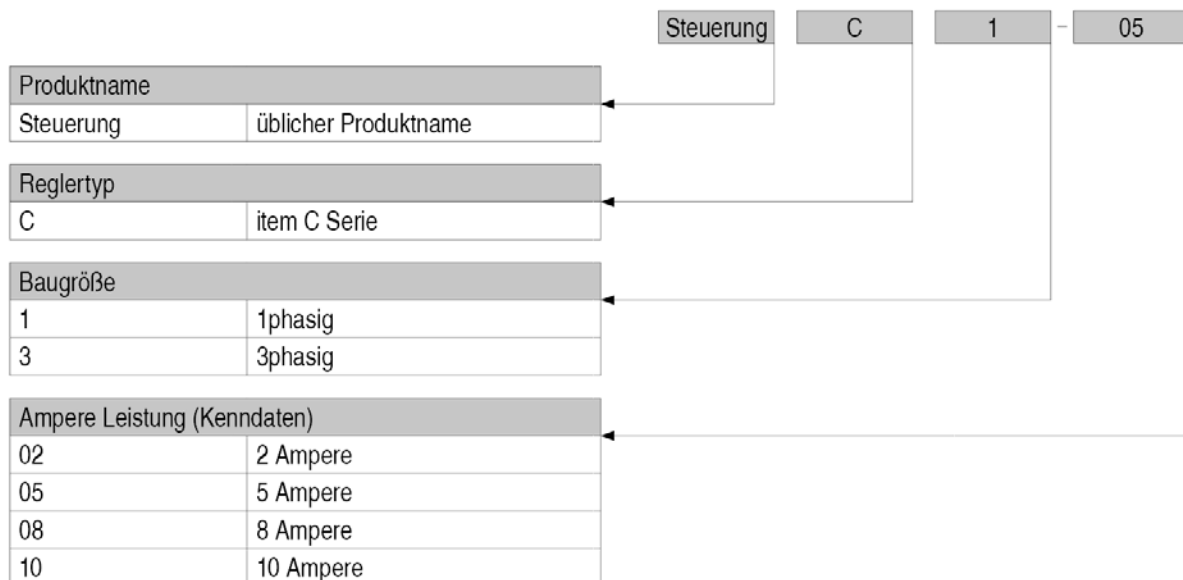 Steuerung C 1 - 05
Produktname
Steuerung üblicher Produktname
Reglertyp
C item C Serie
Baugröße
1 1phasig
3 3phasig
Ampere Leistung (Kenndaten)
02 2 Ampere
05 5 Ampere
08 8 Ampere
10 10 Ampere